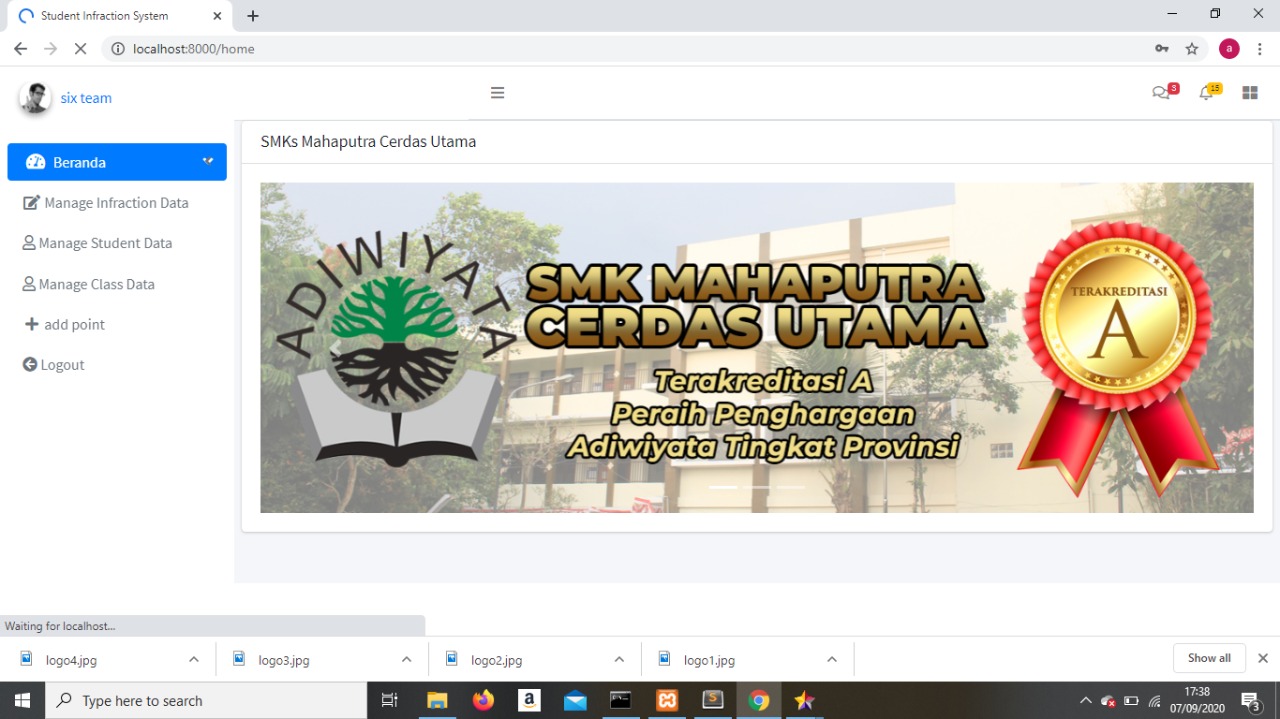 Student Infraction System
localhost:8000/home
a
six team
3
15
Beranda
Manage Infraction Data
Manage Student Data
Manage Class Data
add point
Logout
SMKs Mahaputra Cerdas Utama
ADIWIYATA
SMK MAHAPUTRA
CERDAS UTAMA
Terakreditasi A
Peraih Penghargaan
Adiwiyata Tingkat Provinsi
TERAKREDITASI
A
Waiting for localhost...
logo4.jpg
logo3.jpg
logo2.jpg
logo1.jpg
Show all
Type here to search
a
S
17:38
07/09/2020
3